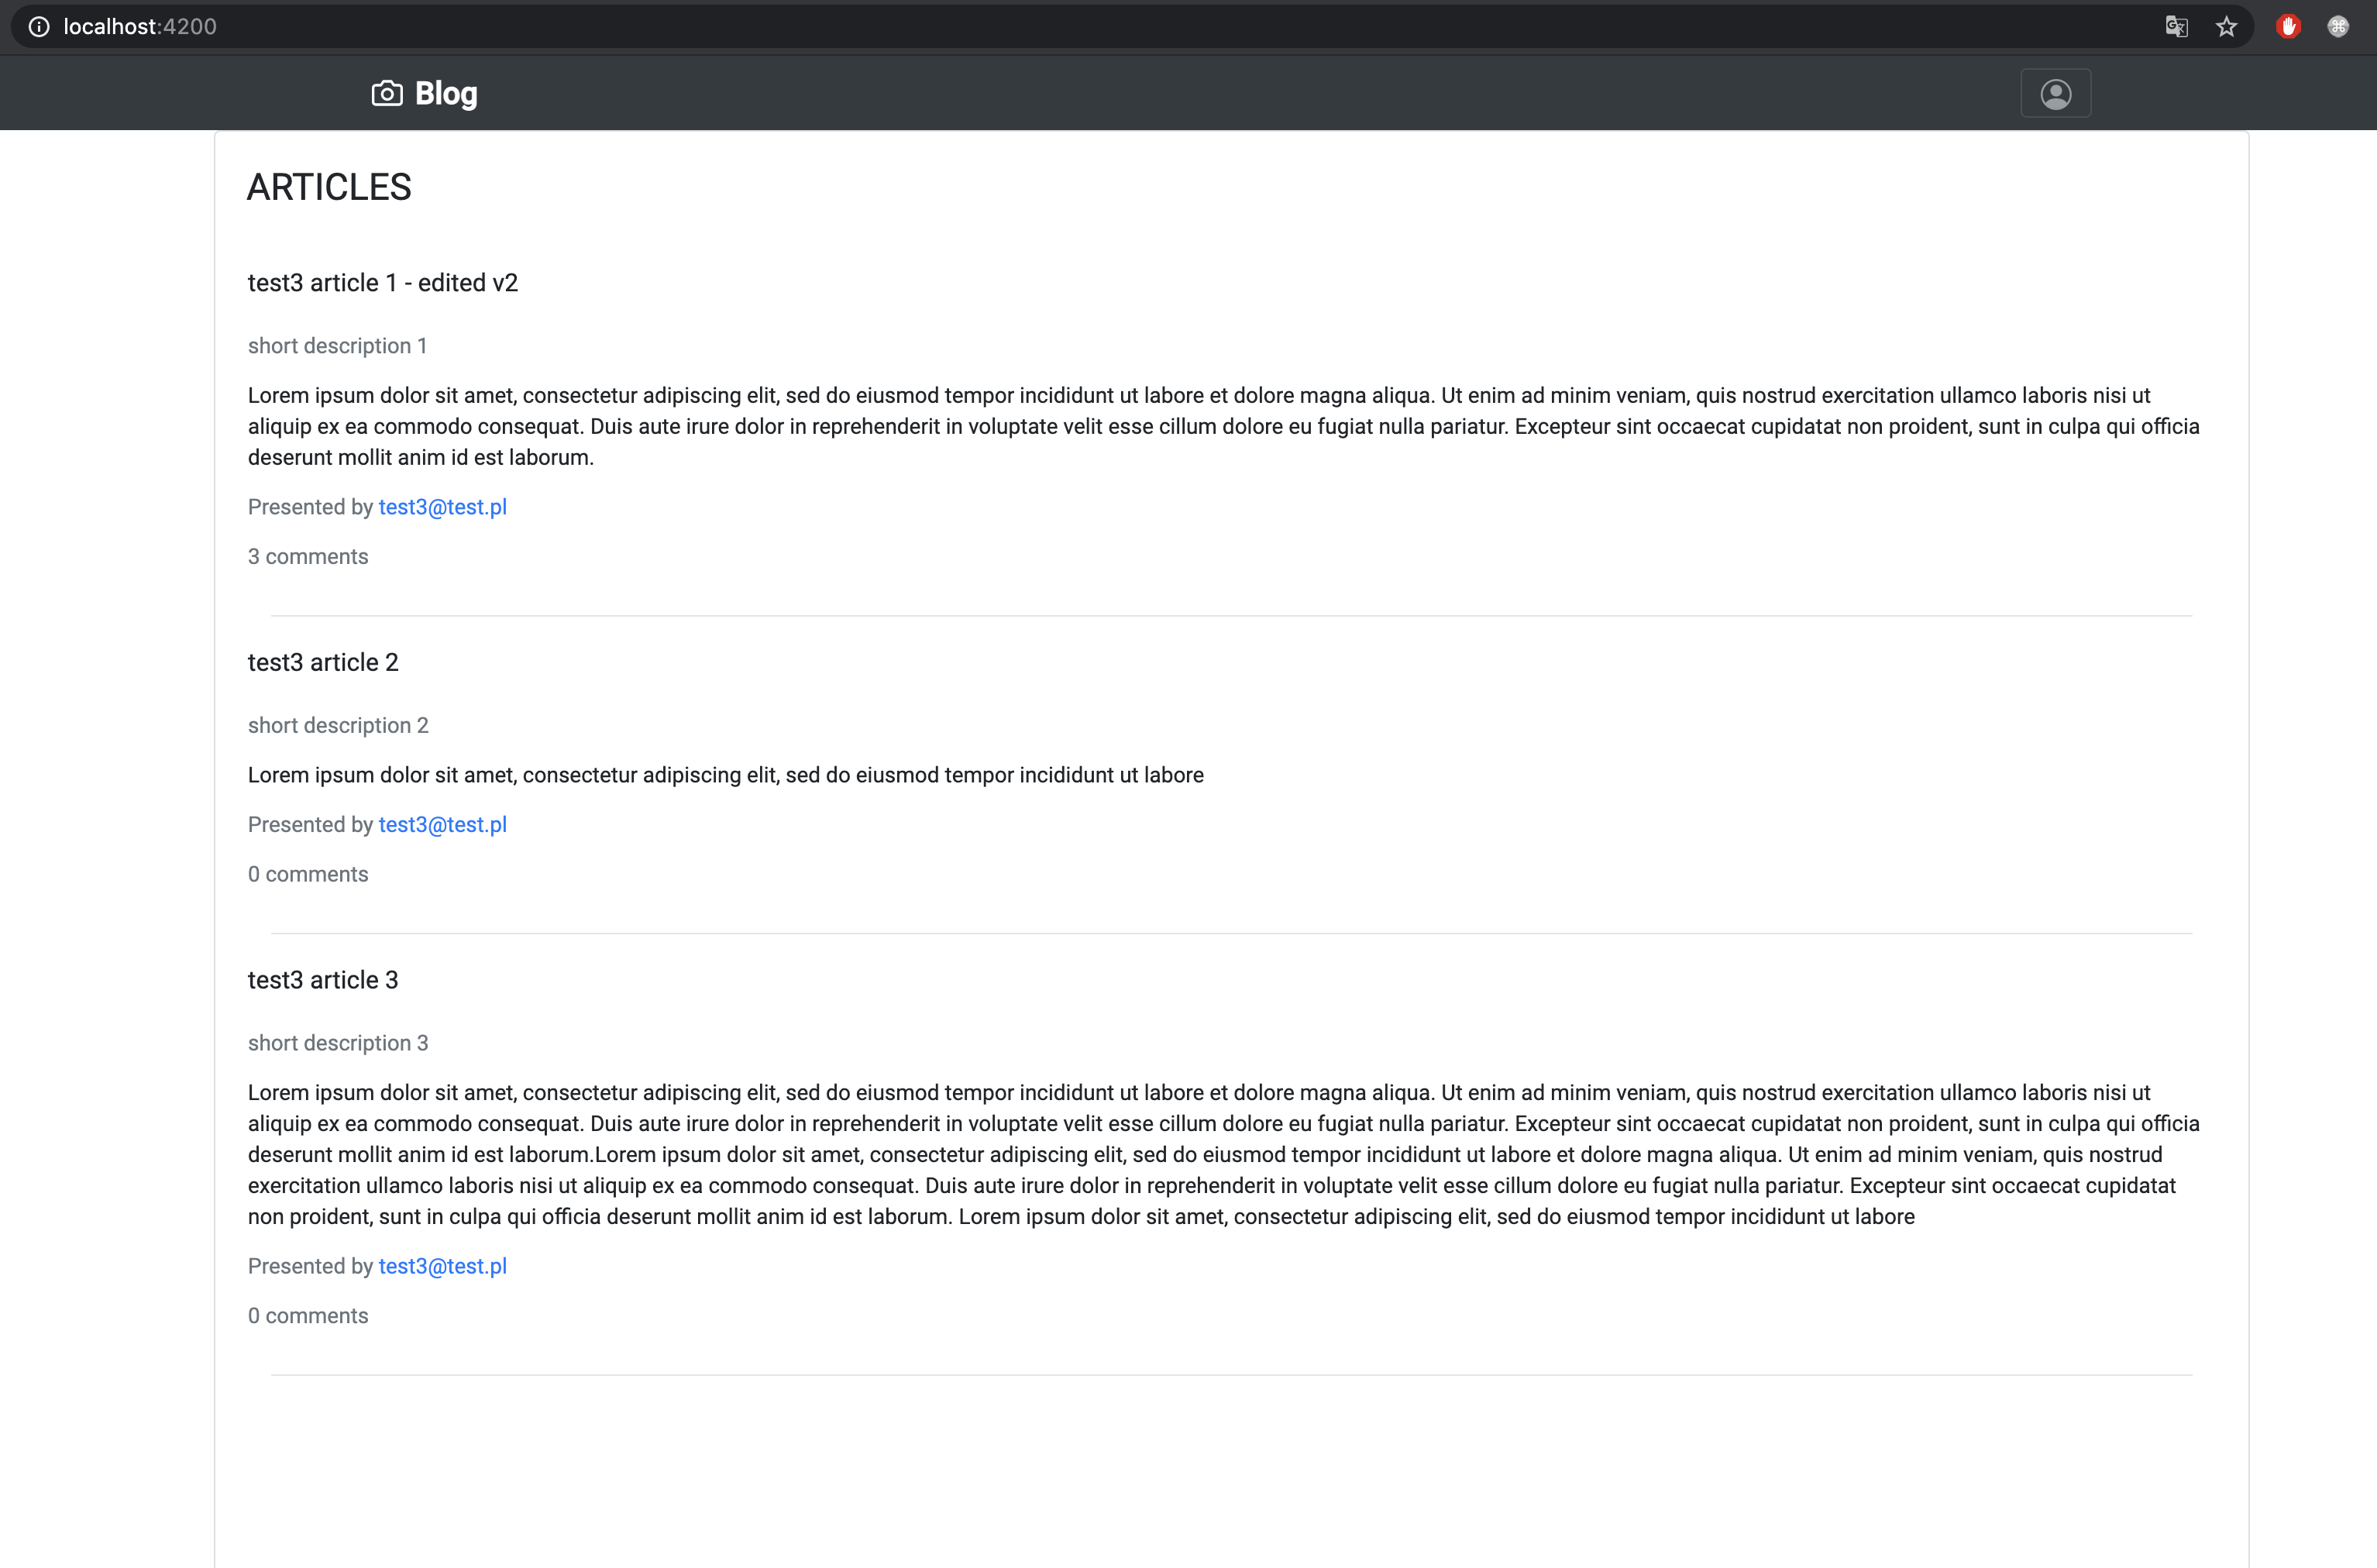 localhost:4200
Blog
ARTICLES
test3 article 1 - edited v2
short description 1
Lorem ipsum dolor sit amet, consectetur adipiscing elit, sed do eiusmod tempor incididunt ut labore et dolore magna aliqua. Ut enim ad minim veniam, quis nostrud exercitation ullamco laboris nisi ut
aliquip ex ea commodo consequat. Duis aute irure dolor in reprehenderit in voluptate velit esse cillum dolore eu fugiat nulla pariatur. Excepteur sint occaecat cupidatat non proident, sunt in culpa qui officia
deserunt mollit anim id est laborum.
Presented by test3@test.pl
3 comments
test3 article 2
short description 2
Lorem ipsum dolor sit amet, consectetur adipiscing elit, sed do eiusmod tempor incididunt ut labore
Presented by test3@test.pl
0 comments
test3 article 3
short description 3
Lorem ipsum dolor sit amet, consectetur adipiscing elit, sed do eiusmod tempor incididunt ut labore et dolore magna aliqua. Ut enim ad minim veniam, quis nostrud exercitation ullamco laboris nisi ut
aliquip ex ea commodo consequat. Duis aute irure dolor in reprehenderit in voluptate velit esse cillum dolore eu fugiat nulla pariatur. Excepteur sint occaecat cupidatat non proident, sunt in culpa qui officia
deserunt mollit anim id est laborum.Lorem ipsum dolor sit amet, consectetur adipiscing elit, sed do eiusmod tempor incididunt ut labore et dolore magna aliqua. Ut enim ad minim veniam, quis nostrud
exercitation ullamco laboris nisi ut aliquip ex ea commodo consequat. Duis aute irure dolor in reprehenderit in voluptate velit esse cillum dolore eu fugiat nulla pariatur. Excepteur sint occaecat cupidatat
non proident, sunt in culpa qui officia deserunt mollit anim id est laborum. Lorem ipsum dolor sit amet, consectetur adipiscing elit, sed do eiusmod tempor incididunt ut labore
Presented by test3@test.pl
0 comments